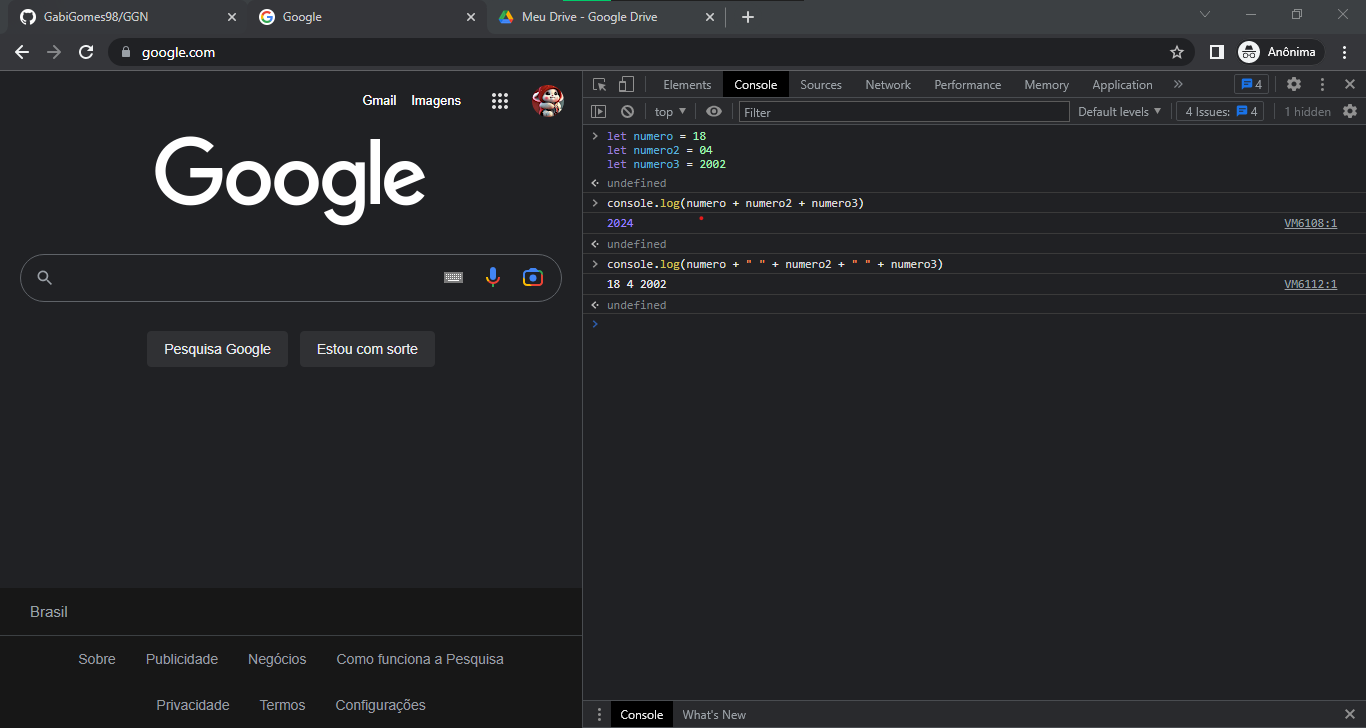 GabiGomes98/GGN
Google
Meu Drive - Google Drive
google.com
Anônima
Gmail Imagens
Google
Pesquisa Google Estou com sorte
Brasil
Sobre Publicidade Negócios Como funciona a Pesquisa
Privacidade Termos Configurações
Elements Console Sources Network Performance Memory Application 4
top Filter Default levels 4 Issues: 4 1 hidden
let numero = 18
let numero2 = 04
let numero3 = 2002
undefined
console.log(numero + numero2 + numero3)
2024 VM6108:1
undefined
console.log(numero + " " + numero2 + " " + numero3)
18 4 2002 VM6112:1
undefined
Console What's New